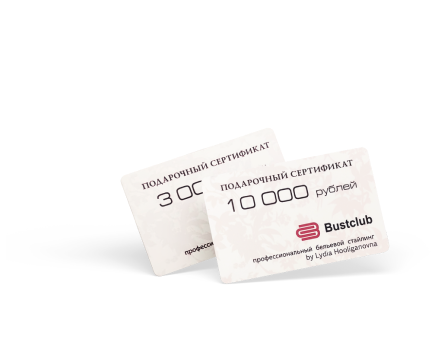 ПОДАРОЧНЫЙ СЕРТИФИКАТ
3 00
ПОДАРОЧНЫЙ СЕРТИФИКАТ
10 000 рублей
Bustclub
профессиональный бельевой стайлинг
by Lydia Hooliganovna